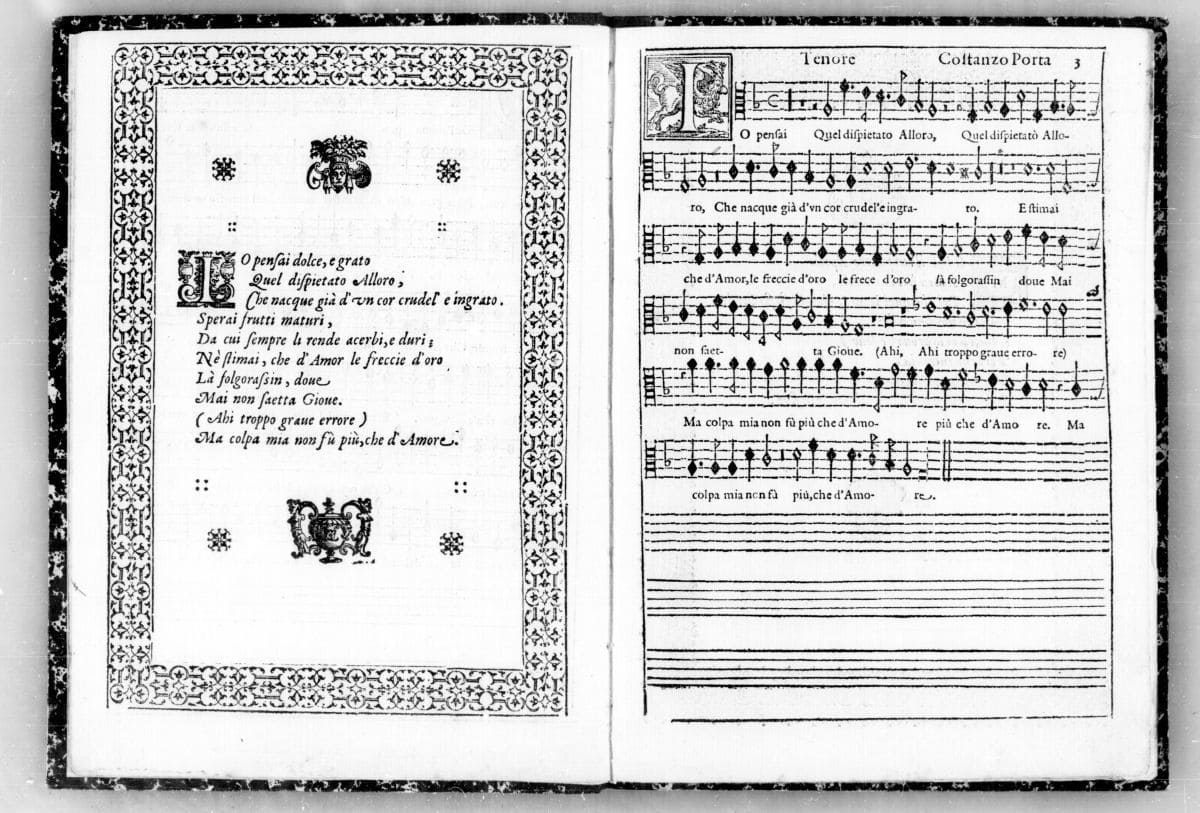 IO pensai dolce, e grato
Quel dispietato Alloro,
Che nacque già d'vn cor crudel' e ingrato.
Sperai frutti maturi,
Da cui sempre li rende acerbi, e duri;
Nè stimai, che d'Amor le freccie d'oro
Là folgorassin, doue
Mai non saetta Gioue.
(Ahi troppo graue errore)
Ma colpa mia non fù più, che d'Amore.
Tenore Costanzo Porta 3
IO pensai Quel dispietato Alloro, Quel dispietatò Allo-
ro, Che nacque già d'vn cor crudel'e ingra- to. E stimai
che d'Amor,le freccie d'oro le frece d'oro là folgorassin doue Mai
non saet- ta Gioue. (Ahi, Ahi troppo graue erro- re)
Ma colpa mia non fù più che d'Amo- re più che d'Amo re. Ma
colpa mia non fù più, che d'Amo- re.